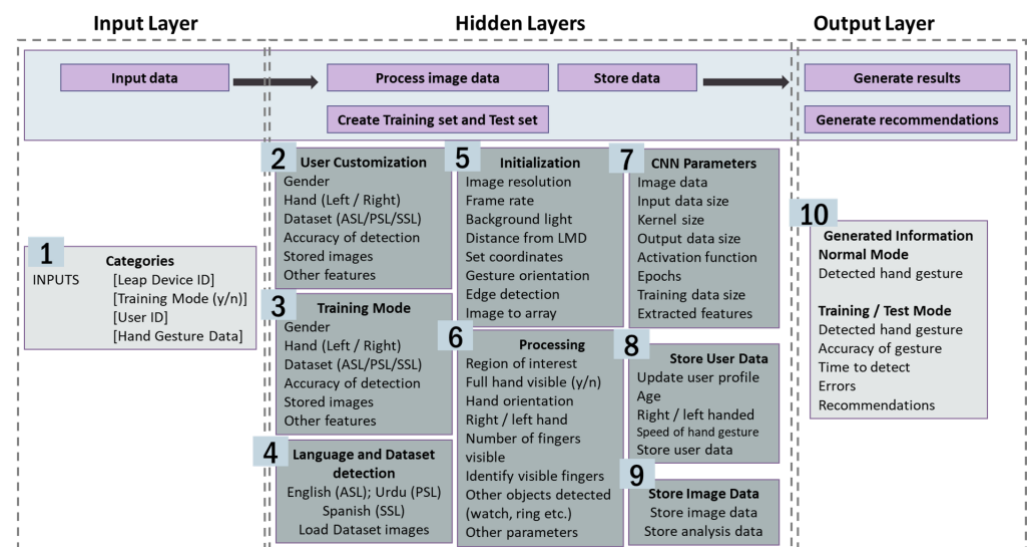 Input Layer
Hidden Layers
Output Layer
Input data
Process image data
Store data
Generate results
Create Training set and Test set
Generate recommendations
1
Categories
INPUTS
[Leap Device ID]
[Training Mode (y/n)]
[User ID]
[Hand Gesture Data]
2
User Customization
Gender
Hand (Left / Right)
Dataset (ASL/PSL/SSL)
Accuracy of detection
Stored images
Other features
3
Training Mode
Gender
Hand (Left / Right)
Dataset (ASL/PSL/SSL)
Accuracy of detection
Stored images
Other features
4
Language and Dataset
detection
English (ASL); Urdu (PSL)
Spanish (SSL)
Load Dataset images
5
Initialization
Image resolution
Frame rate
Background light
Distance from LMD
Set coordinates
Gesture orientation
Edge detection
Image to array
6
Processing
Region of interest
Full hand visible (y/n)
Hand orientation
Right / left hand
Number of fingers
visible
Identify visible fingers
Other objects detected
(watch, ring etc.)
Other parameters
7
CNN Parameters
Image data
Input data size
Kernel size
Output data size
Activation function
Epochs
Training data size
Extracted features
8
Store User Data
Update user profile
Age
Right / left handed
Speed of hand gesture
Store user data
9
Store Image Data
Store image data
Store analysis data
10
Generated Information
Normal Mode
Detected hand gesture
Training / Test Mode
Detected hand gesture
Accuracy of gesture
Time to detect
Errors
Recommendations